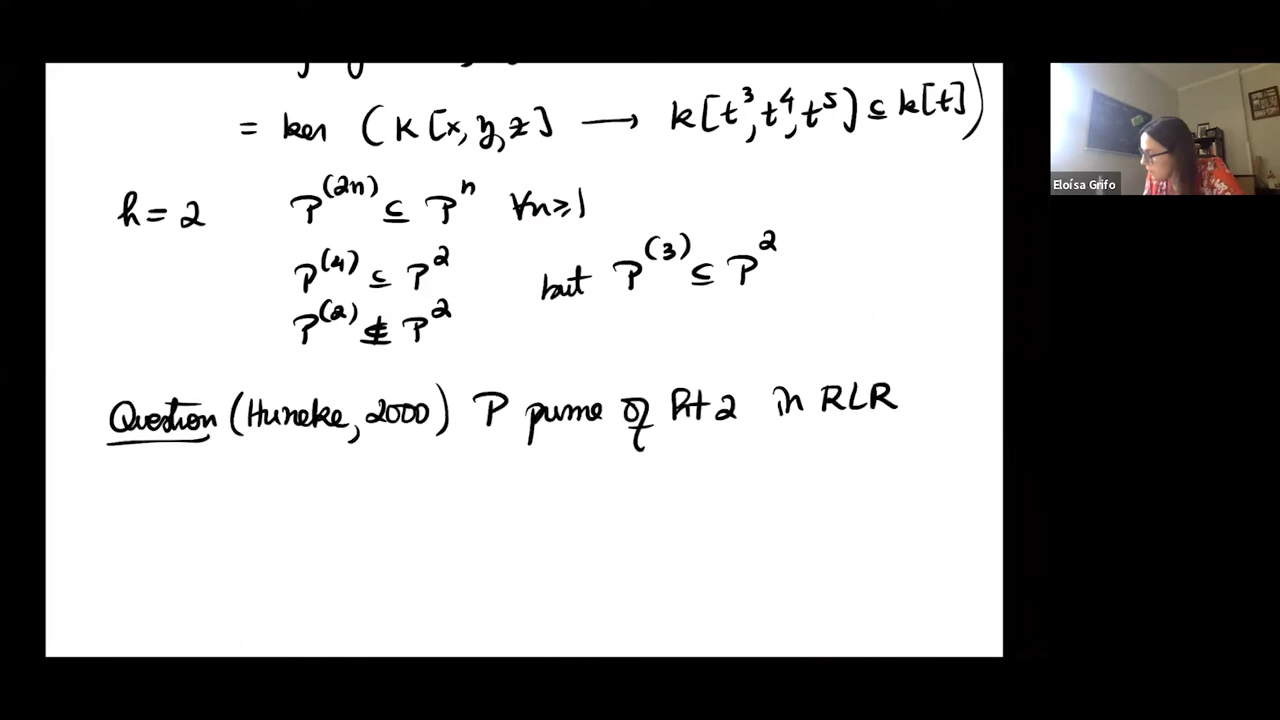 = ker (K[x, y, z] ⟶ k[t³, t⁴, t⁵] ⊆ k[t])
h = 2 P⁽²ⁿ⁾ ⊆ Pⁿ ∀n ≥ 1
P⁽⁴⁾ ⊆ P² but P⁽³⁾ ⊆ P²
P⁽²⁾ ⊈ P²
Question (Huneke, 2000) P prime of ht 2 in RLR
Eloísa Grifo